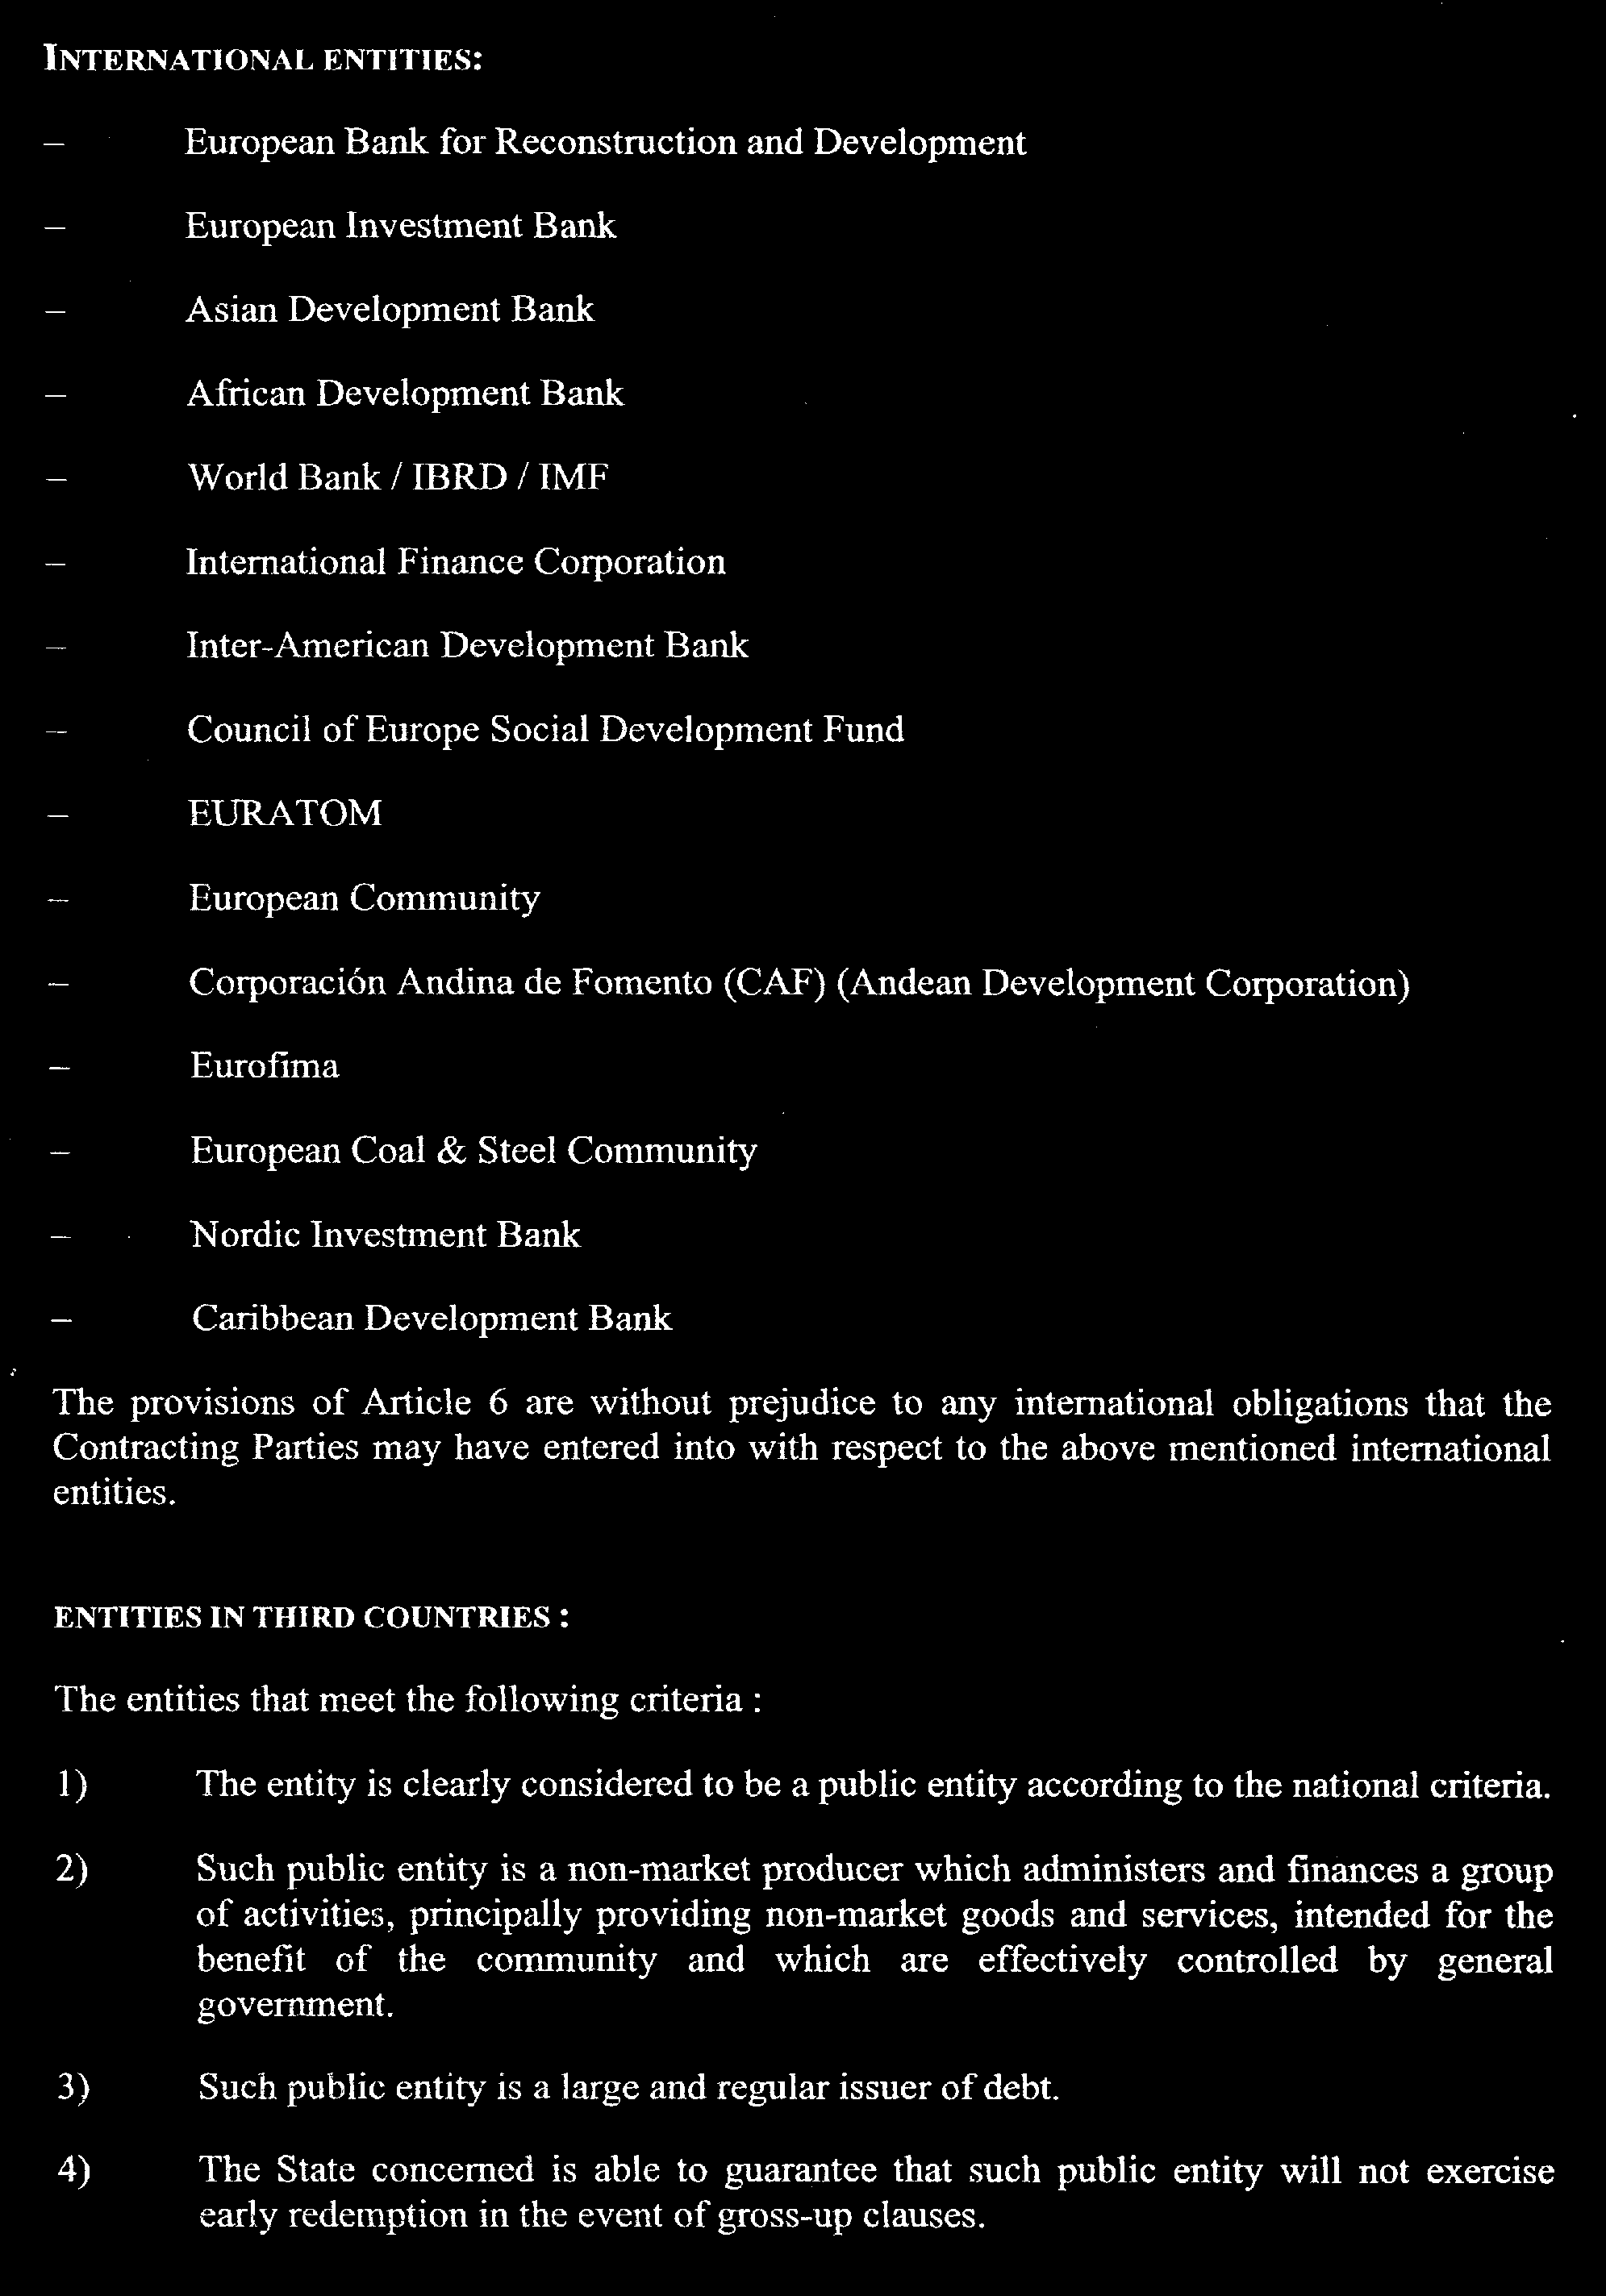 INTERNATIONAL ENTITIES:
– European Bank for Reconstruction and Development
– European Investment Bank
– Asian Development Bank
– African Development Bank
– World Bank / IBRD / IMF
– International Finance Corporation
– Inter-American Development Bank
– Council of Europe Social Development Fund
– EURATOM
– European Community
– Corporación Andina de Fomento (CAF) (Andean Development Corporation)
– Eurofima
– European Coal & Steel Community
– Nordic Investment Bank
– Caribbean Development Bank
The provisions of Article 6 are without prejudice to any international obligations that the
Contracting Parties may have entered into with respect to the above mentioned international
entities.
ENTITIES IN THIRD COUNTRIES :
The entities that meet the following criteria :
1) The entity is clearly considered to be a public entity according to the national criteria.
2) Such public entity is a non-market producer which administers and finances a group
of activities, principally providing non-market goods and services, intended for the
benefit of the community and which are effectively controlled by general
government.
3) Such public entity is a large and regular issuer of debt.
4) The State concerned is able to guarantee that such public entity will not exercise
early redemption in the event of gross-up clauses.